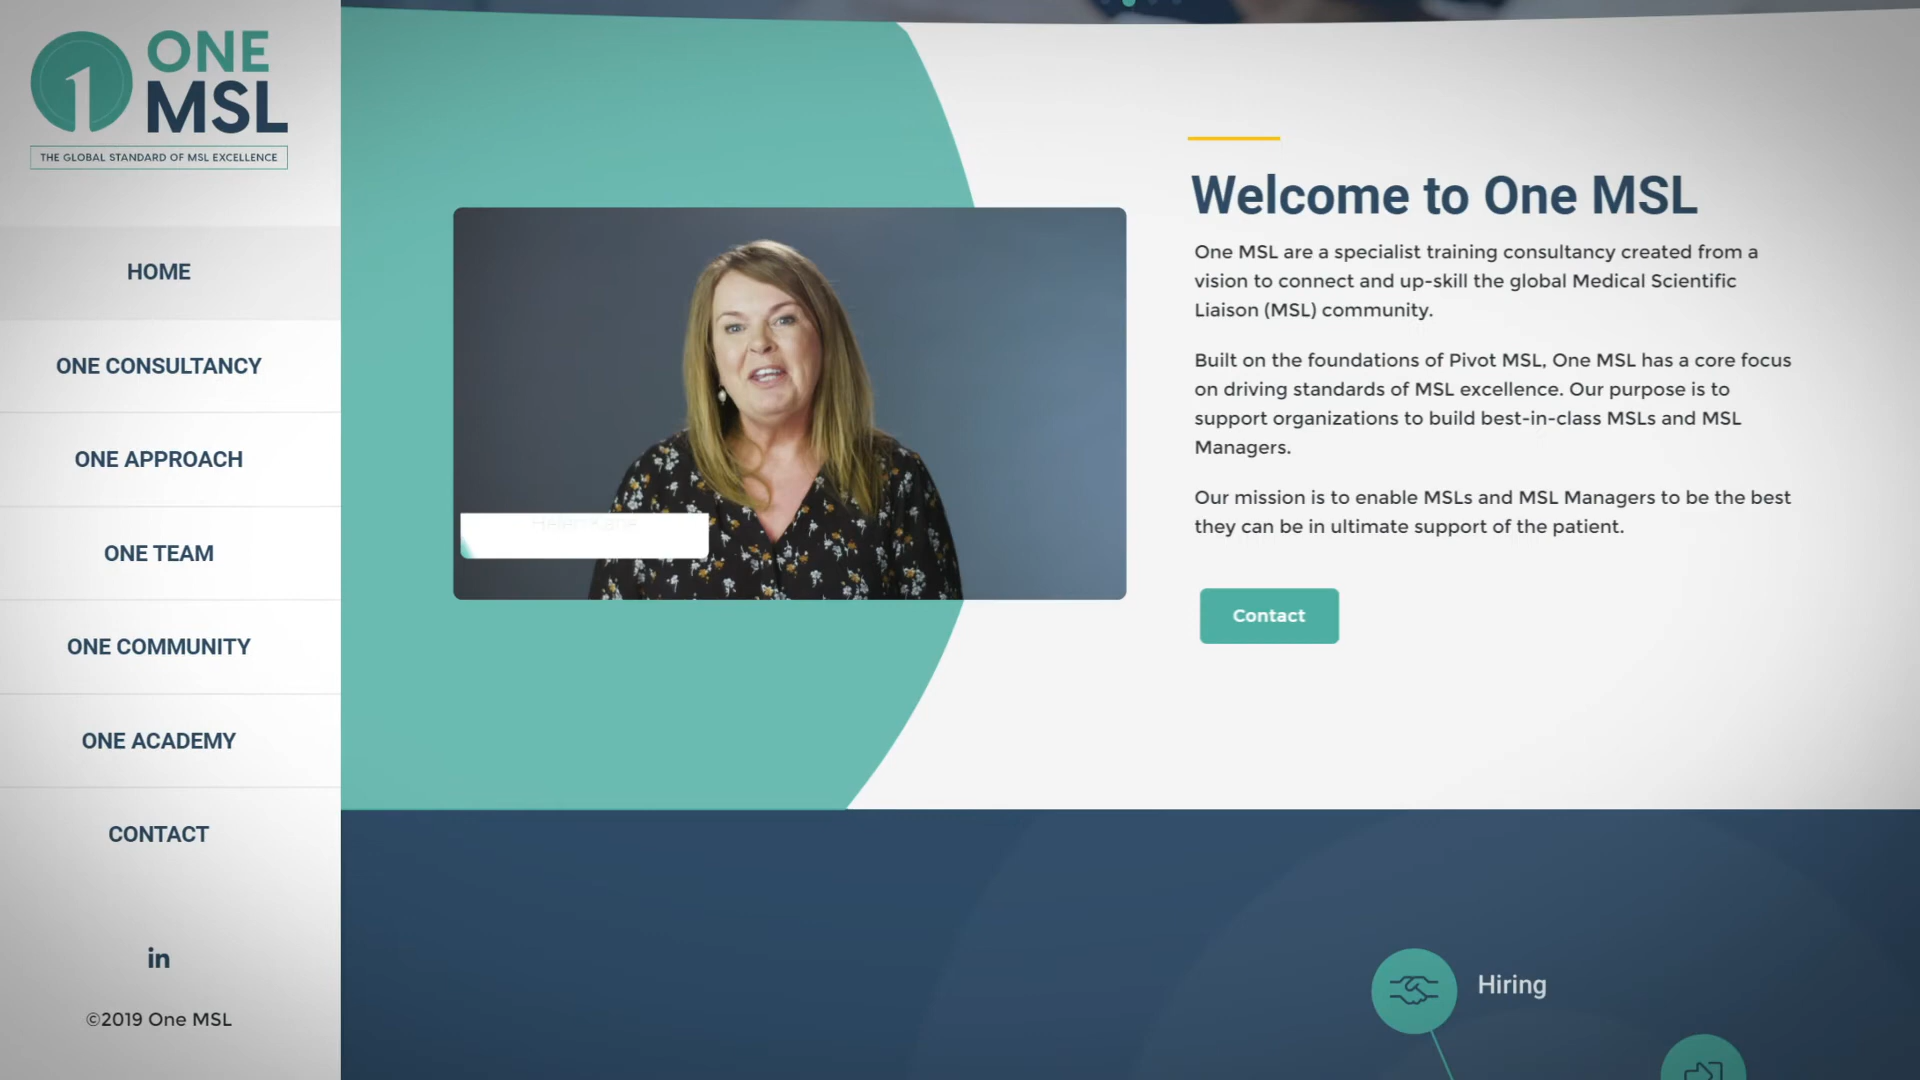 ONE
MSL
THE GLOBAL STANDARD OF MSL EXCELLENCE
HOME
ONE CONSULTANCY
ONE APPROACH
ONE TEAM
ONE COMMUNITY
ONE ACADEMY
CONTACT
in
©2019 One MSL
Welcome to One MSL
One MSL are a specialist training consultancy created from a
vision to connect and up-skill the global Medical Scientific
Liaison (MSL) community.
Built on the foundations of Pivot MSL, One MSL has a core focus
on driving standards of MSL excellence. Our purpose is to
support organizations to build best-in-class MSLs and MSL
Managers.
Our mission is to enable MSLs and MSL Managers to be the best
they can be in ultimate support of the patient.
Contact
Hiring